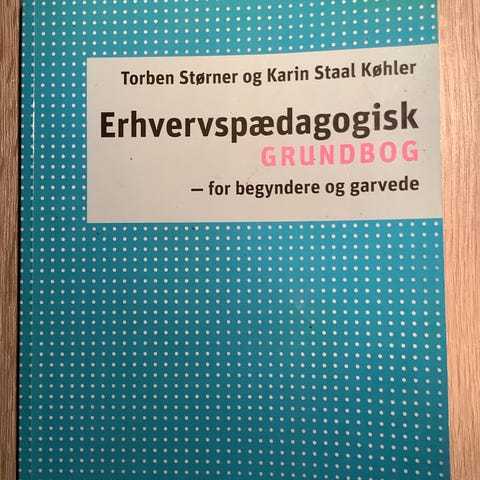 Torben Størner og Karin Staal Køhler
Erhvervspædagogisk
GRUNDBOG
– for begyndere og garvede